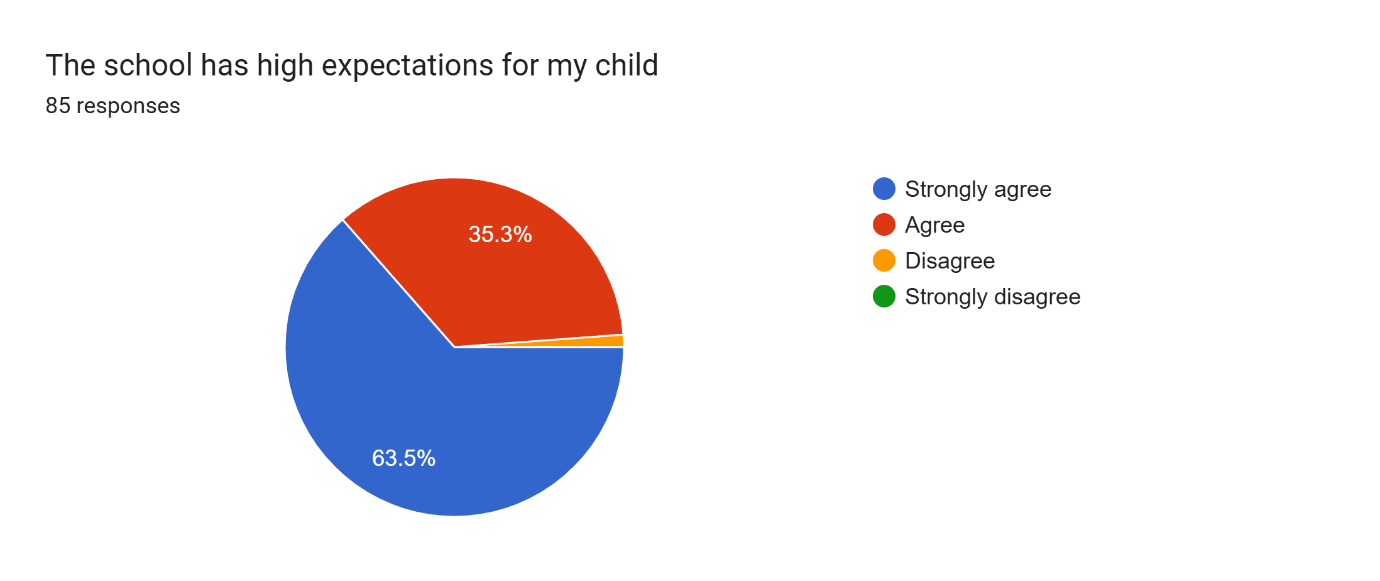 The school has high expectations for my child
85 responses
35.3%
63.5%
Strongly agree
Agree
Disagree
Strongly disagree